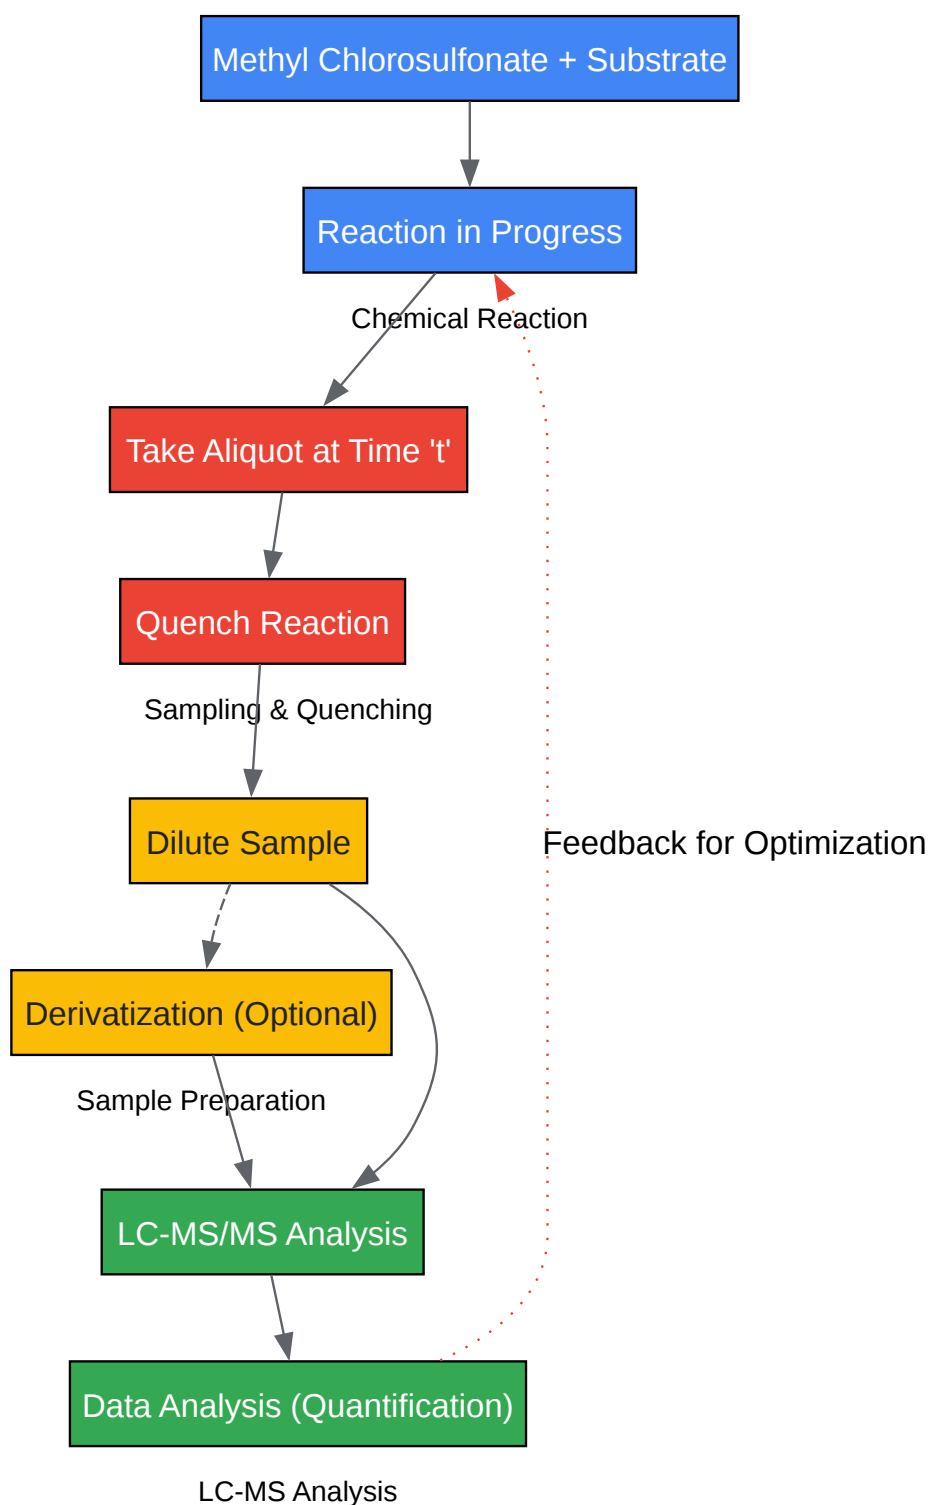 Methyl Chlorosulfonate + Substrate
Reaction in Progress
Chemical Reaction
Take Aliquot at Time 't'
Quench Reaction
Sampling & Quenching
Dilute Sample
Feedback for Optimization
Derivatization (Optional)
Sample Preparation
LC-MS/MS Analysis
Data Analysis (Quantification)
LC-MS Analysis